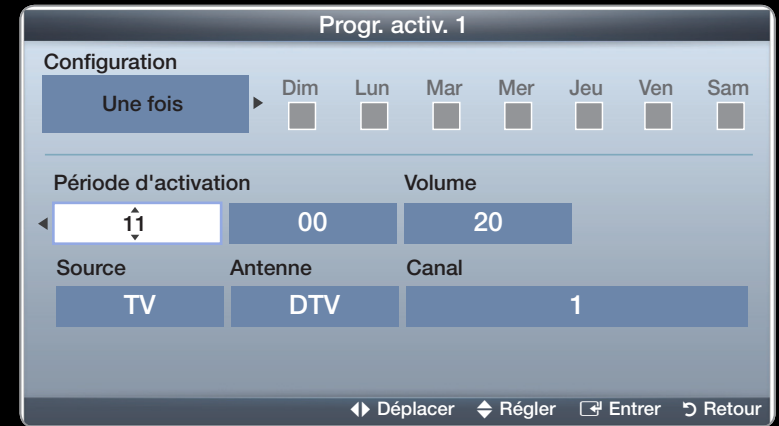 Progr. activ. 1
Configuration
Une fois
Dim Lun Mar Mer Jeu Ven Sam
Période d'activation Volume
11 00 20
Source Antenne Canal
TV DTV 1
Déplacer Régler Entrer Retour